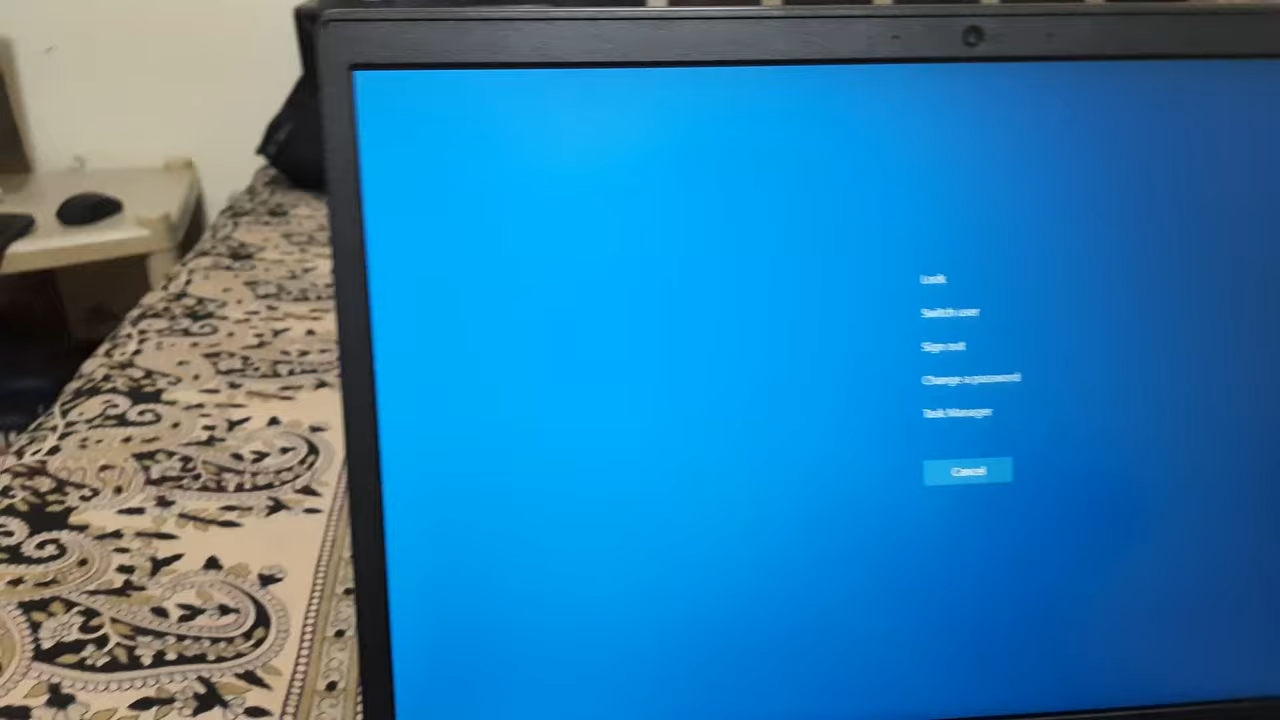 Lock
Switch user
Sign out
Change a password
Task Manager
Cancel